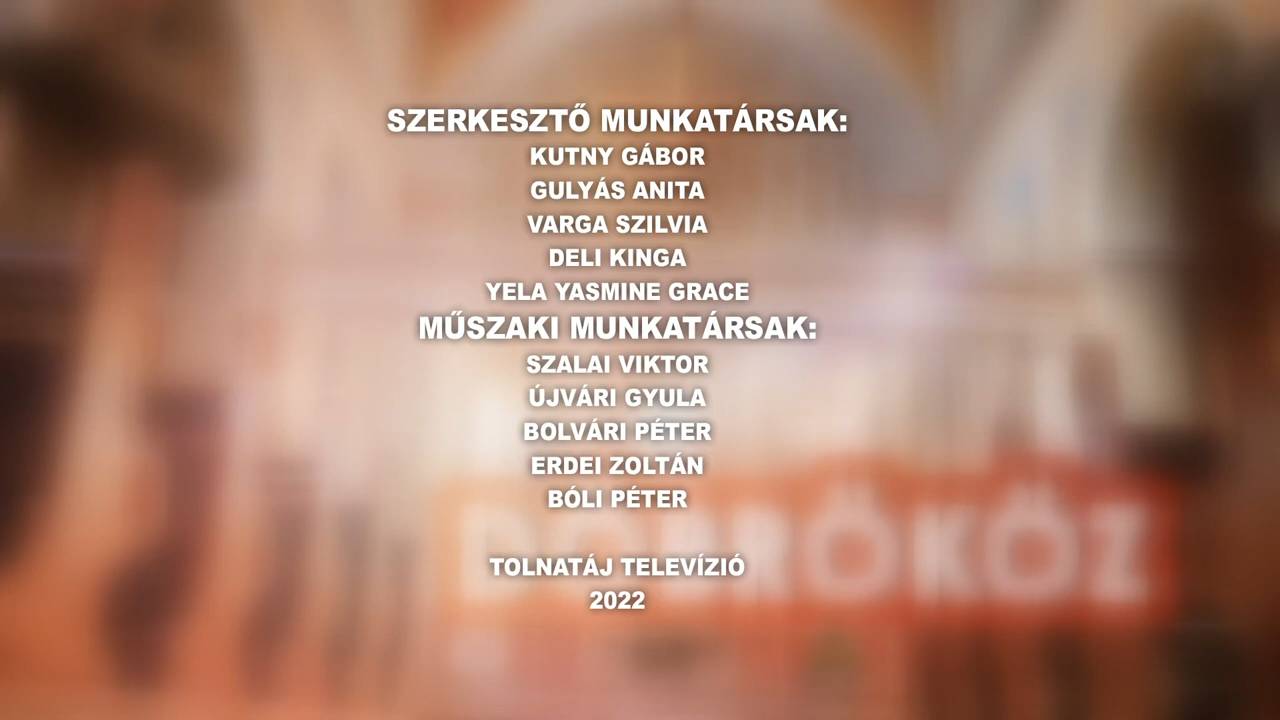 SZERKESZTŐ MUNKATÁRSAK:
KUTNY GÁBOR
GULYÁS ANITA
VARGA SZILVIA
DELI KINGA
YELA YASMINE GRACE
MŰSZAKI MUNKATÁRSAK:
SZALAI VIKTOR
ÚJVÁRI GYULA
BOLVÁRI PÉTER
ERDEI ZOLTÁN
BÓLI PÉTER
DÖBRÖKÖZ
TOLNATÁJ TELEVÍZIÓ
2022